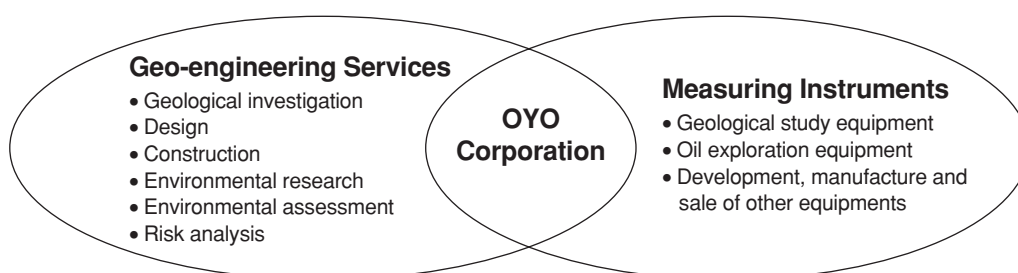 Geo-engineering Services
• Geological investigation
• Design
• Construction
• Environmental research
• Environmental assessment
• Risk analysis
OYO
Corporation
Measuring Instruments
• Geological study equipment
• Oil exploration equipment
• Development, manufacture and
sale of other equipments